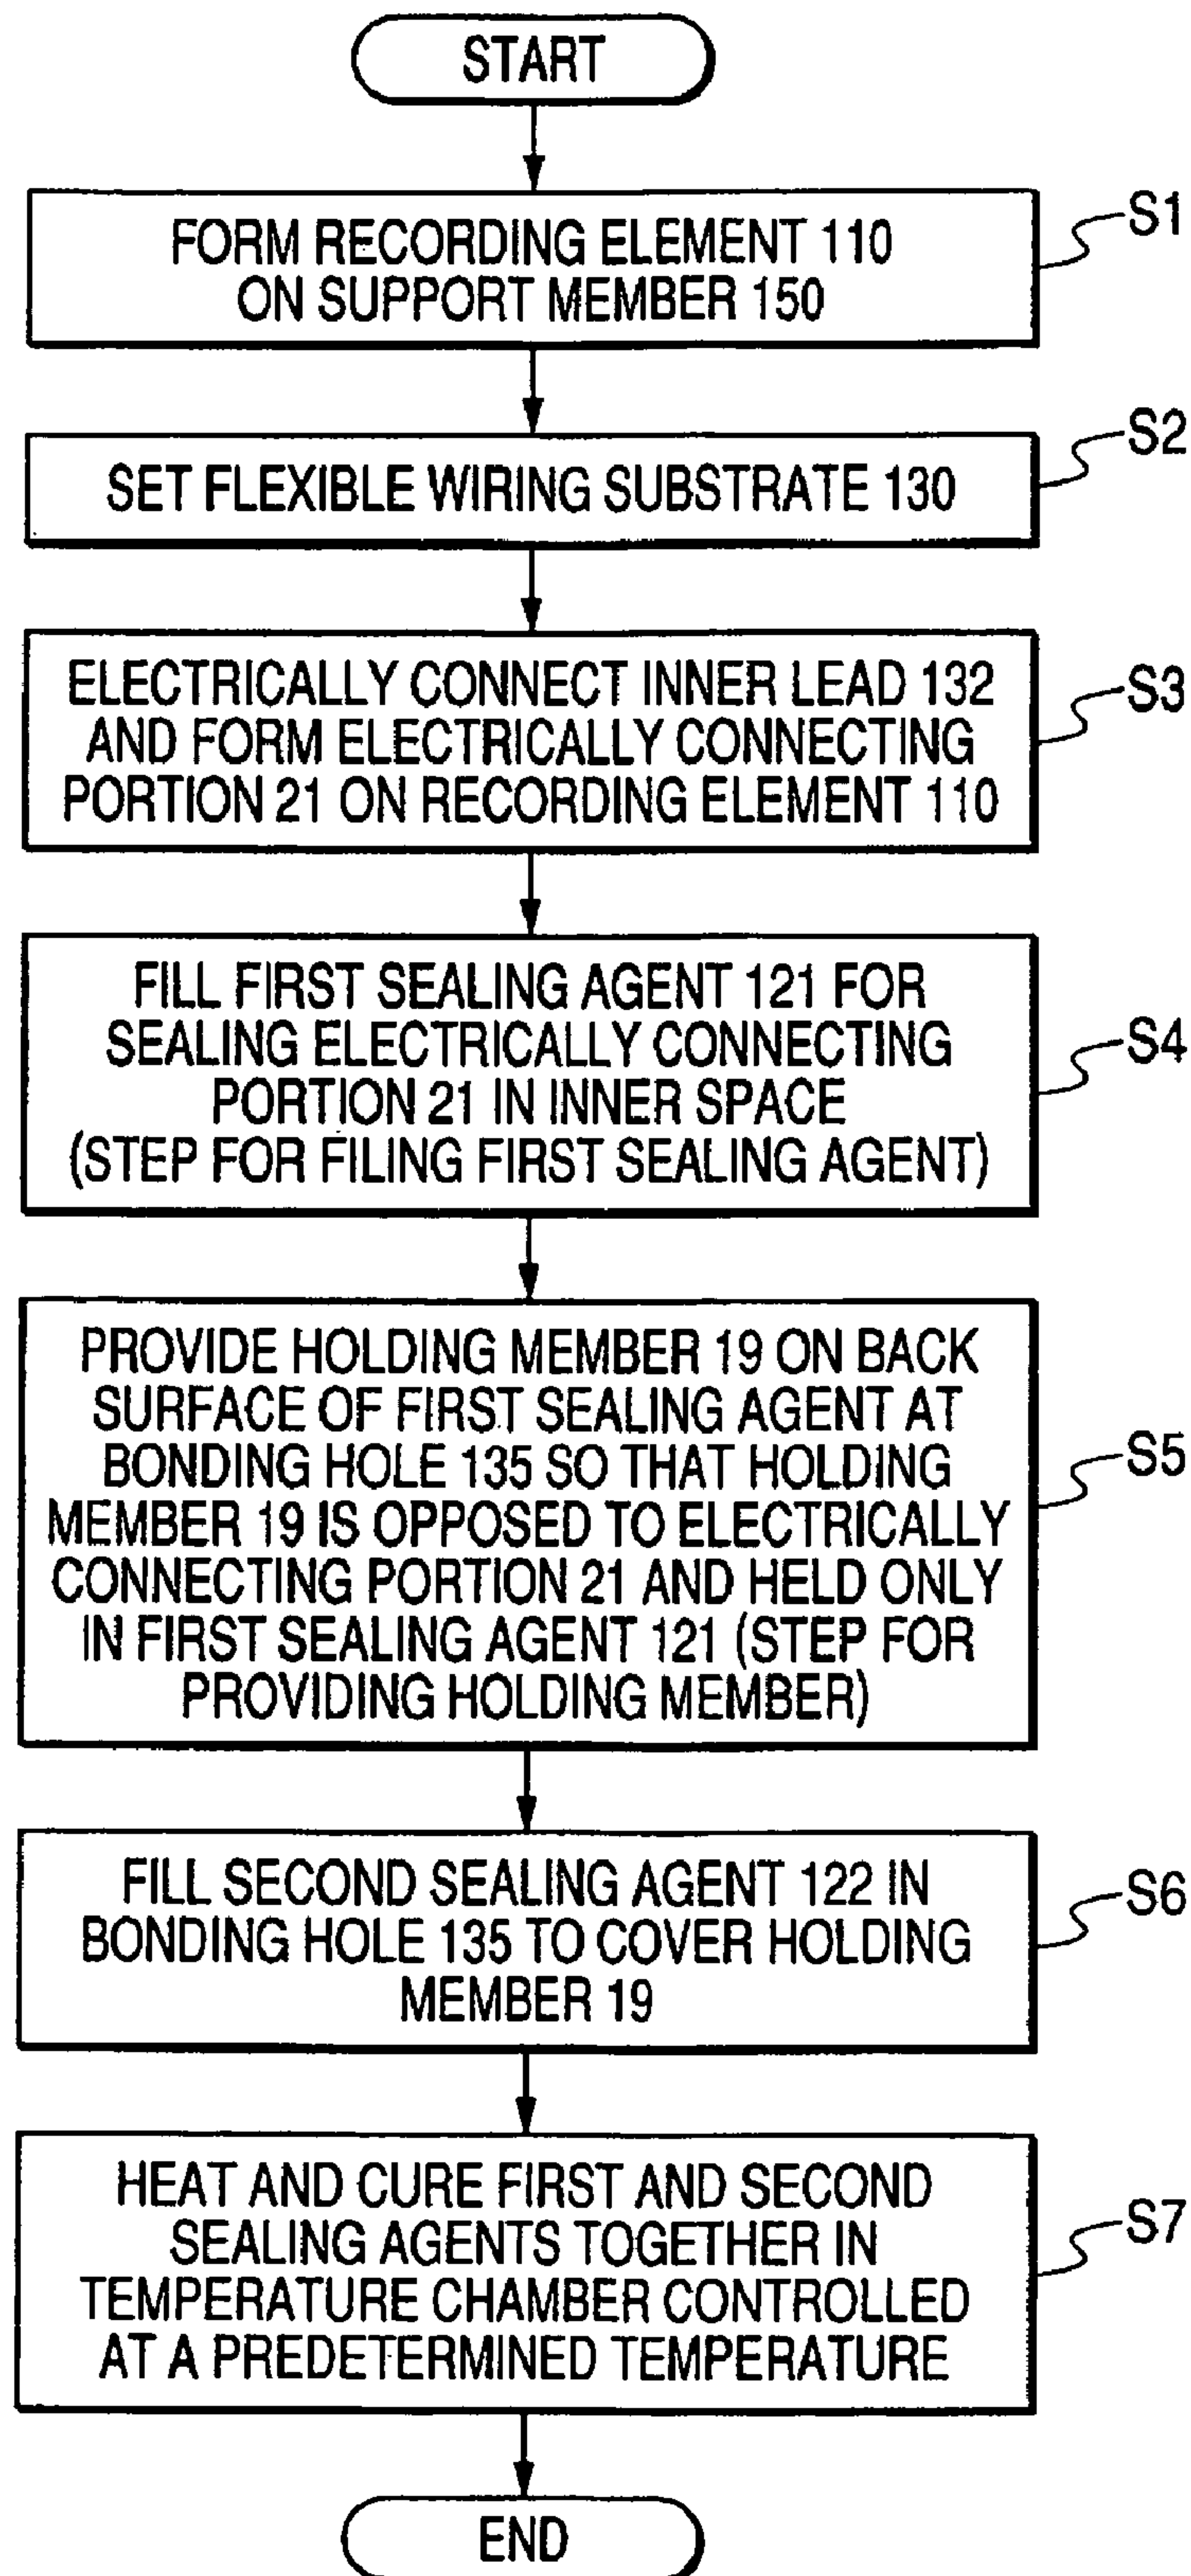 START
FORM RECORDING ELEMENT 110
ON SUPPORT MEMBER 150
S1
SET FLEXIBLE WIRING SUBSTRATE 130
S2
ELECTRICALLY CONNECT INNER LEAD 132
AND FORM ELECTRICALLY CONNECTING
PORTION 21 ON RECORDING ELEMENT 110
S3
FILL FIRST SEALING AGENT 121 FOR
SEALING ELECTRICALLY CONNECTING
PORTION 21 IN INNER SPACE
(STEP FOR FILING FIRST SEALING AGENT)
S4
PROVIDE HOLDING MEMBER 19 ON BACK
SURFACE OF FIRST SEALING AGENT AT
BONDING HOLE 135 SO THAT HOLDING
MEMBER 19 IS OPPOSED TO ELECTRICALLY
CONNECTING PORTION 21 AND HELD ONLY
IN FIRST SEALING AGENT 121 (STEP FOR
PROVIDING HOLDING MEMBER)
S5
FILL SECOND SEALING AGENT 122 IN
BONDING HOLE 135 TO COVER HOLDING
MEMBER 19
S6
HEAT AND CURE FIRST AND SECOND
SEALING AGENTS TOGETHER IN
TEMPERATURE CHAMBER CONTROLLED
AT A PREDETERMINED TEMPERATURE
S7
END